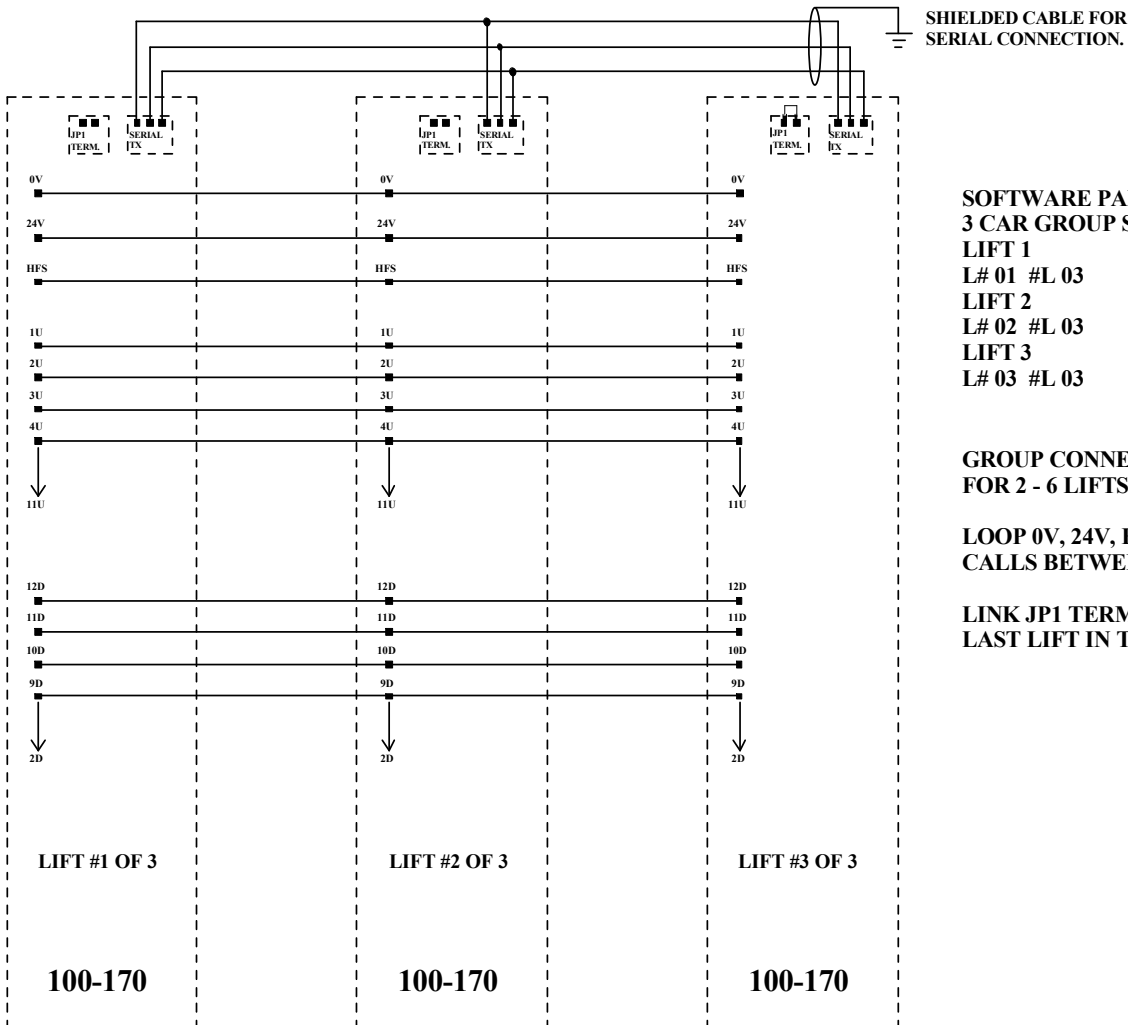 SHIELDED CABLE FOR
SERIAL CONNECTION.
JP1
TERM.
SERIAL
TX
JP1
TERM.
SERIAL
TX
JP1
TERM.
SERIAL
TX
0V 0V 0V
24V 24V 24V
HFS HFS HFS
1U 1U 1U
2U 2U 2U
3U 3U 3U
4U 4U 4U
11U 11U 11U
12D 12D 12D
11D 11D 11D
10D 10D 10D
9D 9D 9D
2D 2D 2D
LIFT #1 OF 3 LIFT #2 OF 3 LIFT #3 OF 3
100-170 100-170 100-170
SOFTWARE
3 CAR GROUP
LIFT 1
L# 01 #L 03
LIFT 2
L# 02 #L 03
LIFT 3
L# 03 #L 03
GROUP
FOR 2 - 6 LIFTS
LOOP 0V, 24V,
CALLS
LINK JP1
LAST LIFT IN